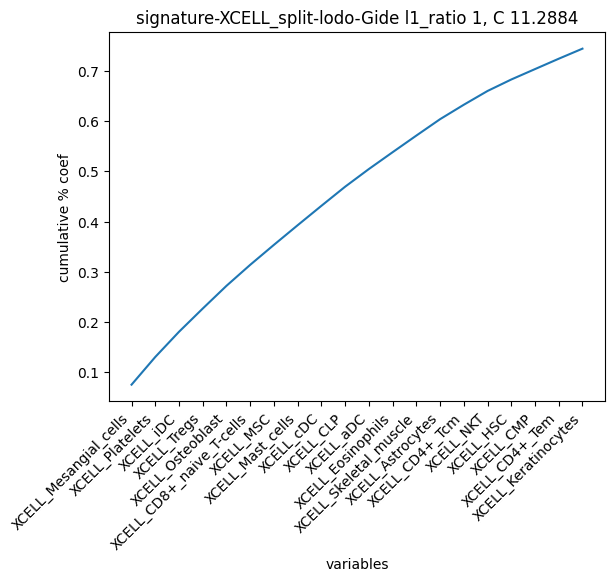 signature-XCELL_split-lodo-Gide l1_ratio 1, C 11.2884
cumulative % coef
0.7
0.6
0.5
0.4
0.3
0.2
0.1
XCELL_Mesangial_cells
XCELL_Platelets
XCELL_iDC
XCELL_Tregs
XCELL_Osteoblast
XCELL_CD8+_naive_T-cells
XCELL_MSC
XCELL_Mast_cells
XCELL_cDC
XCELL_CLP
XCELL_aDC
XCELL_Eosinophils
XCELL_Skeletal_muscle
XCELL_Astrocytes
XCELL_CD4+_Tcm
XCELL_NKT
XCELL_HSC
XCELL_CMP
XCELL_CD4+_Tem
XCELL_Keratinocytes
variables